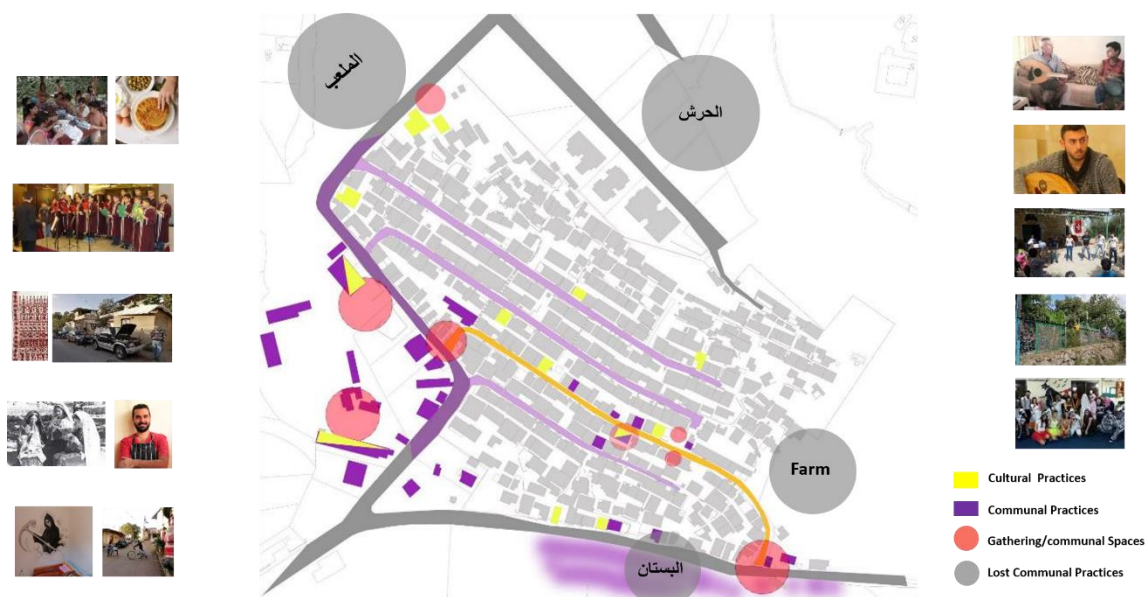 الملعب
الحرش
Farm
البستان
Cultural Practices
Communal Practices
Gathering/communal Spaces
Lost Communal Practices